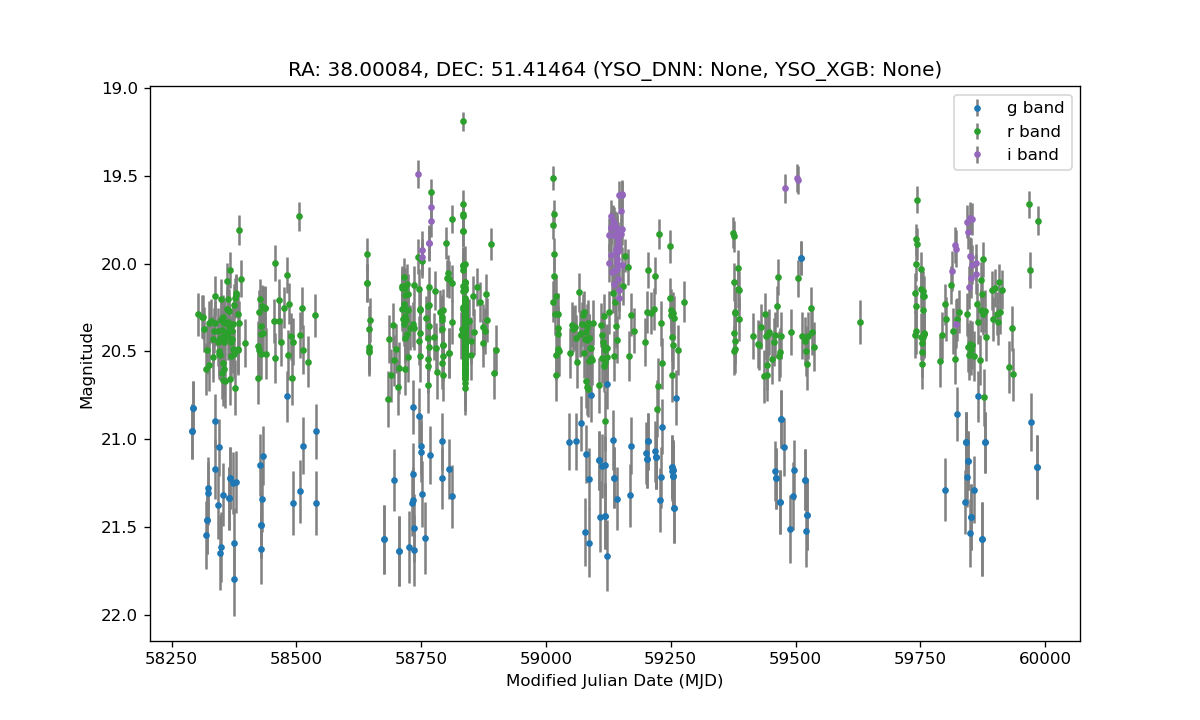 RA: 38.00084, DEC: 51.41464 (YSO_DNN: None, YSO_XGB: None)
g band
r band
i band
19.0
19.5
20.0
20.5
21.0
21.5
22.0
Magnitude
58250 58500 58750 59000 59250 59500 59750 60000
Modified Julian Date (MJD)